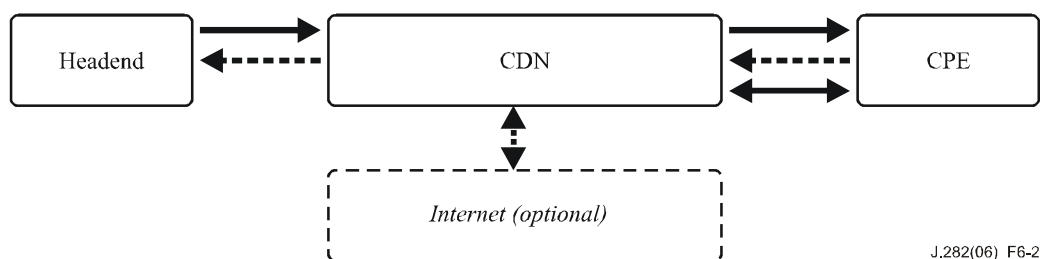 Headend
CDN
CPE
Internet (optional)
J.282(06) F6-2